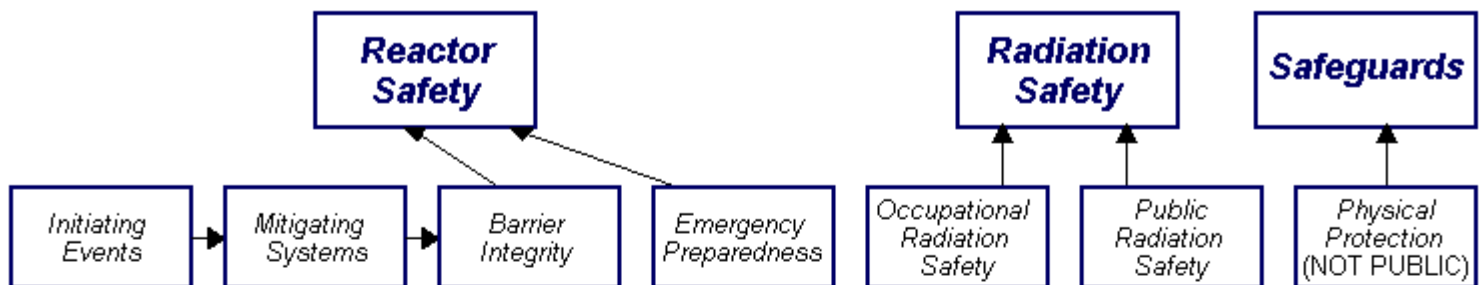 Reactor
Safety
Radiation
Safety
Safeguards
Initiating
Events
Mitigating
Systems
Barrier
Integrity
Emergency
Preparedness
Occupational
Radiation
Safety
Public
Radiation
Safety
Physical
Protection
(NOT PUBLIC)